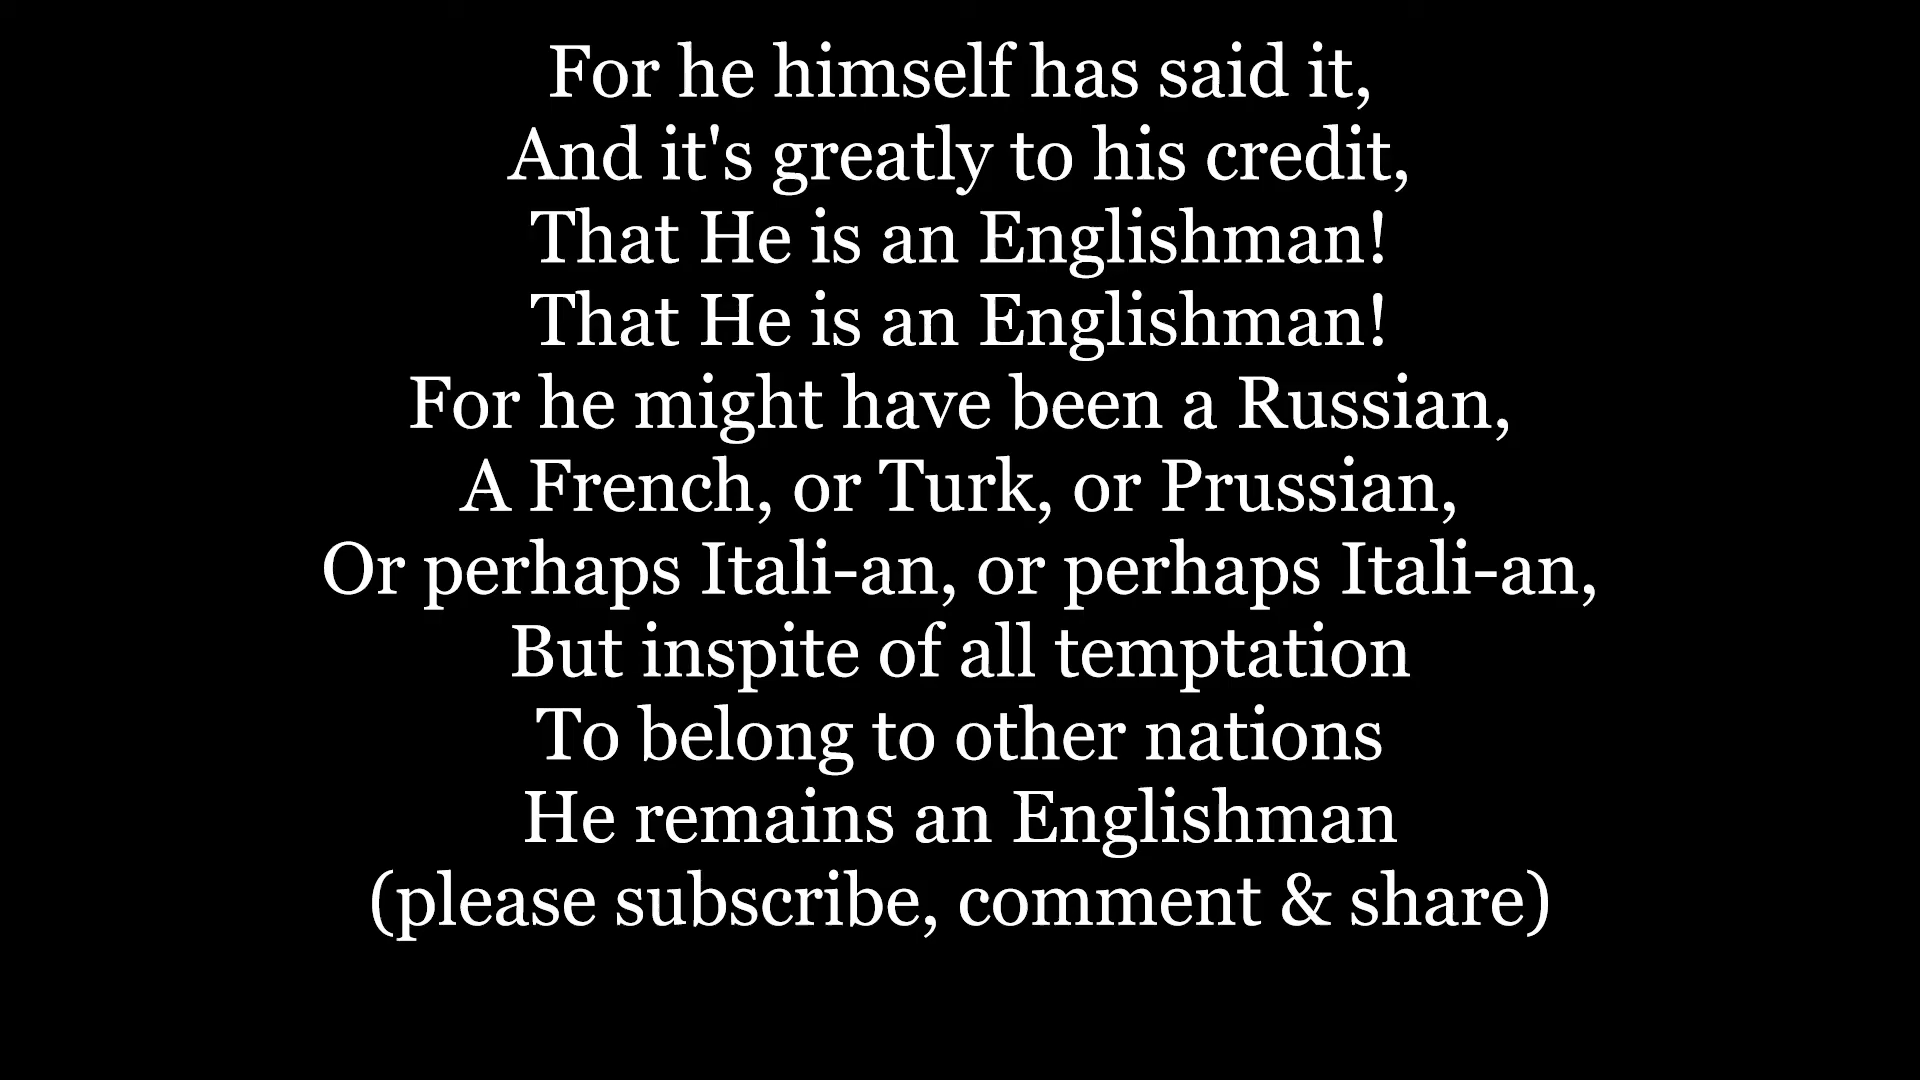 For he himself has said it,
And it's greatly to his credit,
That He is an Englishman!
That He is an Englishman!
For he might have been a Russian,
A French, or Turk, or Prussian,
Or perhaps Itali-an, or perhaps Itali-an,
But inspite of all temptation
To belong to other nations
He remains an Englishman
(please subscribe, comment & share)